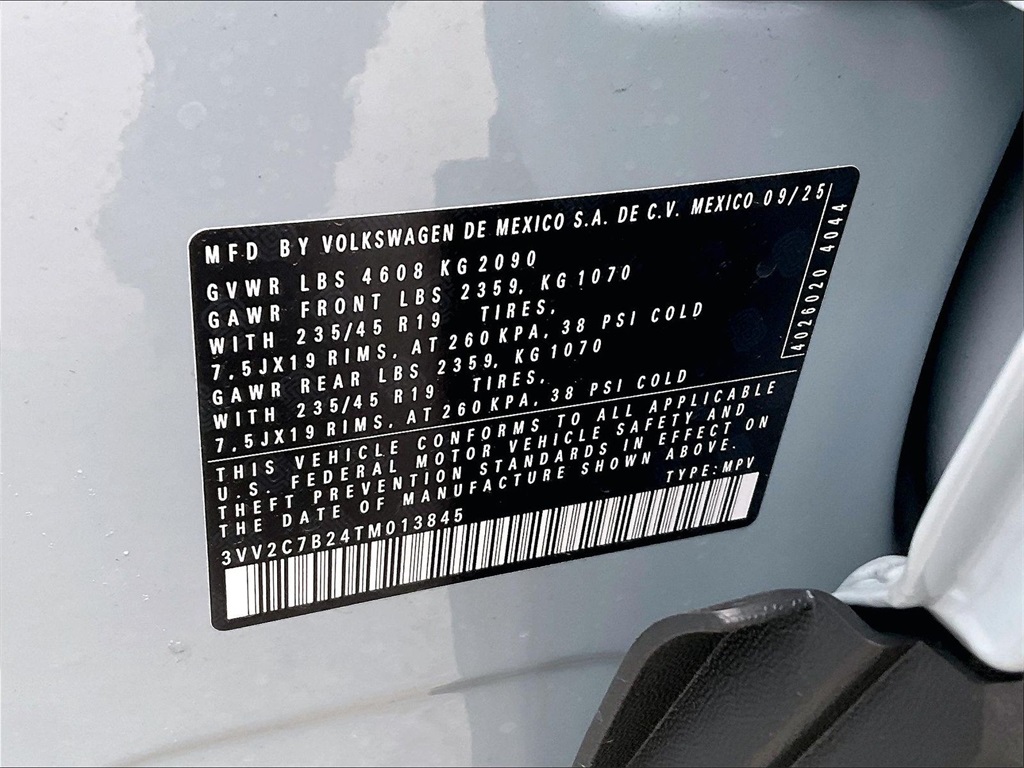 MFD BY VOLKSWAGEN DE MEXICO S.A. DE C.V. MEXICO 09/25
GVWR LBS 4608 KG 2090
GAWR FRONT LBS 2359, KG 1070
WITH 235/45 R19 TIRES,
7,5JX19 RIMS, AT 260 KPA, 38 PSI COLD
GAWR REAR LBS 2359, KG 1070
WITH 235/45 R19 TIRES,
7,5JX19 RIMS, AT 260 KPA, 38 PSI COLD
4026020 4044
THIS VEHICLE CONFORMS TO ALL APPLICABLE
U.S. FEDERAL MOTOR VEHICLE SAFETY AND
THEFT PREVENTION STANDARDS IN EFFECT ON
THE DATE OF MANUFACTURE SHOWN ABOVE.
TYPE: MPV
3VV2C7B24TM013845